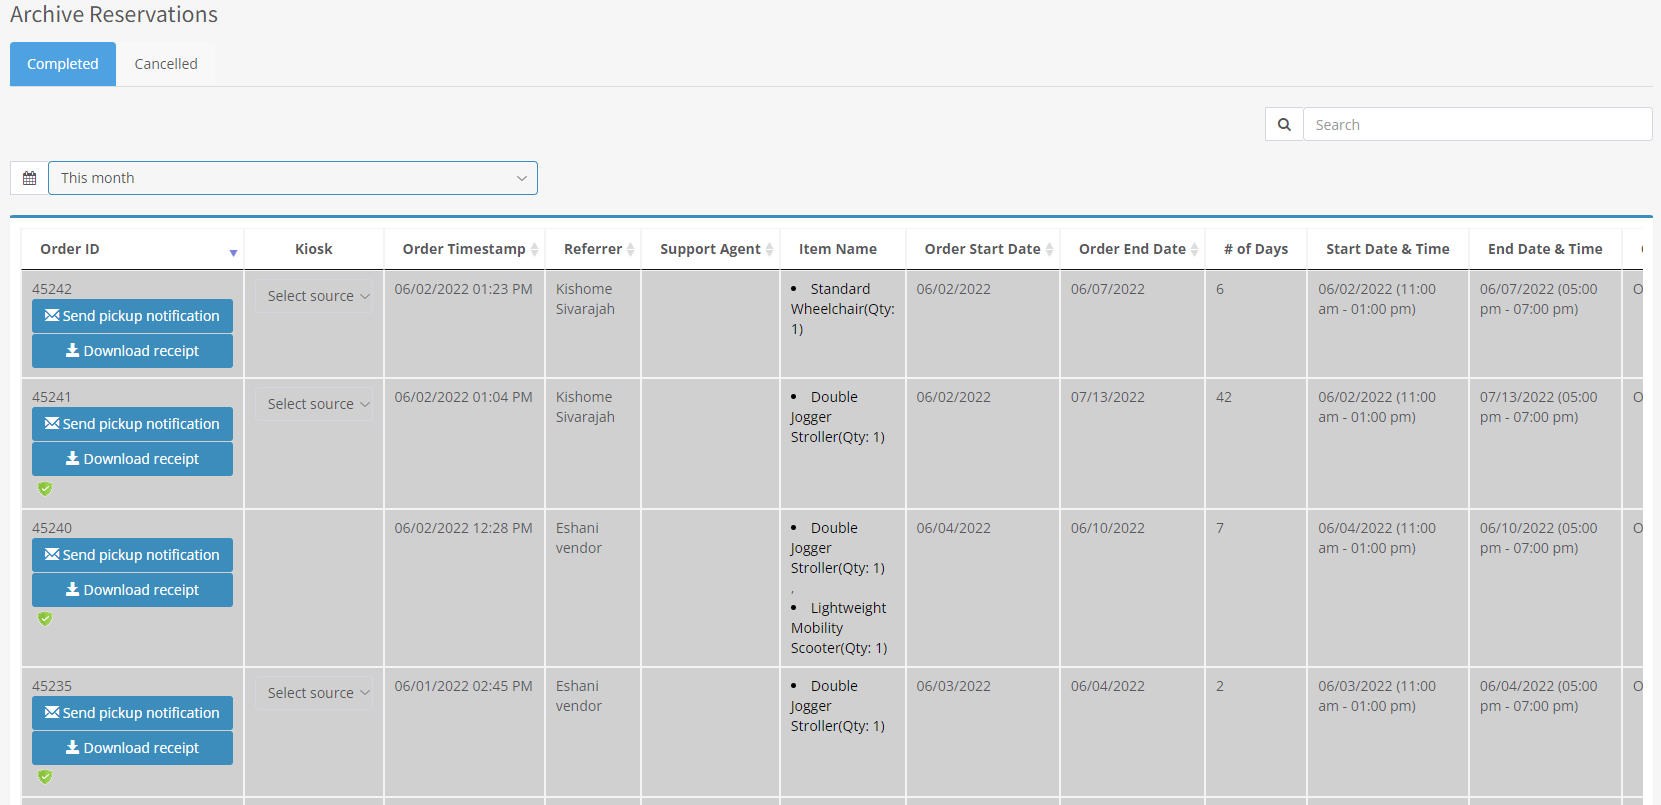 Archive Reservations
Completed
Cancelled
Search
This month
Order ID
Kiosk
Order Timestamp
Referrer
Support Agent
Item Name
Order Start Date
Order End Date
# of Days
Start Date & Time
End Date & Time
45242
Send pickup notification
Download receipt
Select source
06/02/2022 01:23 PM
Kishome
Sivarajah
• Standard
Wheelchair(Qty:
1)
06/02/2022
06/07/2022
6
06/02/2022 (11:00
am - 01:00 pm)
06/07/2022 (05:00
pm - 07:00 pm)
O
45241
Send pickup notification
Download receipt
Select source
06/02/2022 01:04 PM
Kishome
Sivarajah
• Double
Jogger
Stroller(Qty: 1)
06/02/2022
07/13/2022
42
06/02/2022 (11:00
am - 01:00 pm)
07/13/2022 (05:00
pm - 07:00 pm)
O
45240
Send pickup notification
Download receipt
06/02/2022 12:28 PM
Eshani
vendor
• Double
Jogger
Stroller(Qty: 1)
,
• Lightweight
Mobility
Scooter(Qty: 1)
06/04/2022
06/10/2022
7
06/04/2022 (11:00
am - 01:00 pm)
06/10/2022 (05:00
pm - 07:00 pm)
O
45235
Send pickup notification
Download receipt
Select source
06/01/2022 02:45 PM
Eshani
vendor
• Double
Jogger
Stroller(Qty: 1)
06/03/2022
06/04/2022
2
06/03/2022 (11:00
am - 01:00 pm)
06/04/2022 (05:00
pm - 07:00 pm)
O